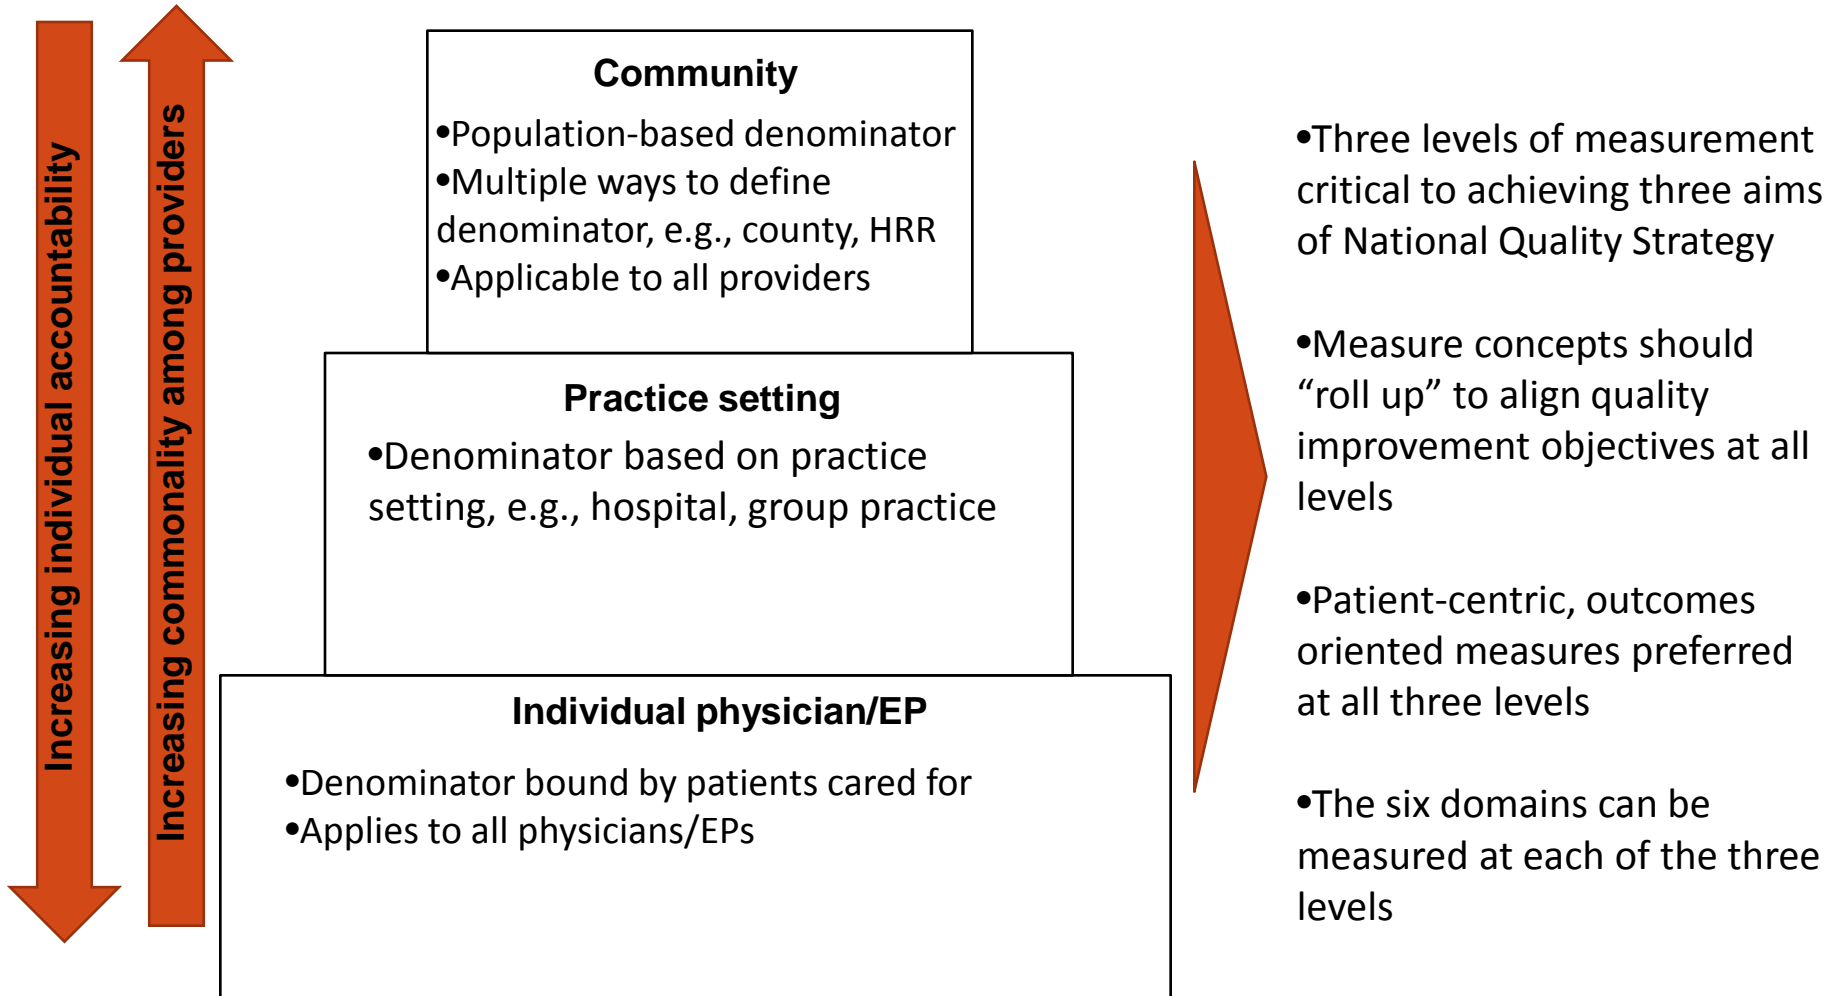 Increasing individual accountability
Increasing commonality among providers
Community
•Population-based denominator
•Multiple ways to define
denominator, e.g., county, HRR
•Applicable to all providers
Practice setting
•Denominator based on practice
setting, e.g., hospital, group practice
Individual physician/EP
•Denominator bound by patients cared for
•Applies to all physicians/EPs
•Three levels of measurement
critical to achieving three aims
of National Quality Strategy
•Measure concepts should
“roll up” to align quality
improvement objectives at all
levels
•Patient-centric, outcomes
oriented measures preferred
at all three levels
•The six domains can be
measured at each of the three
levels